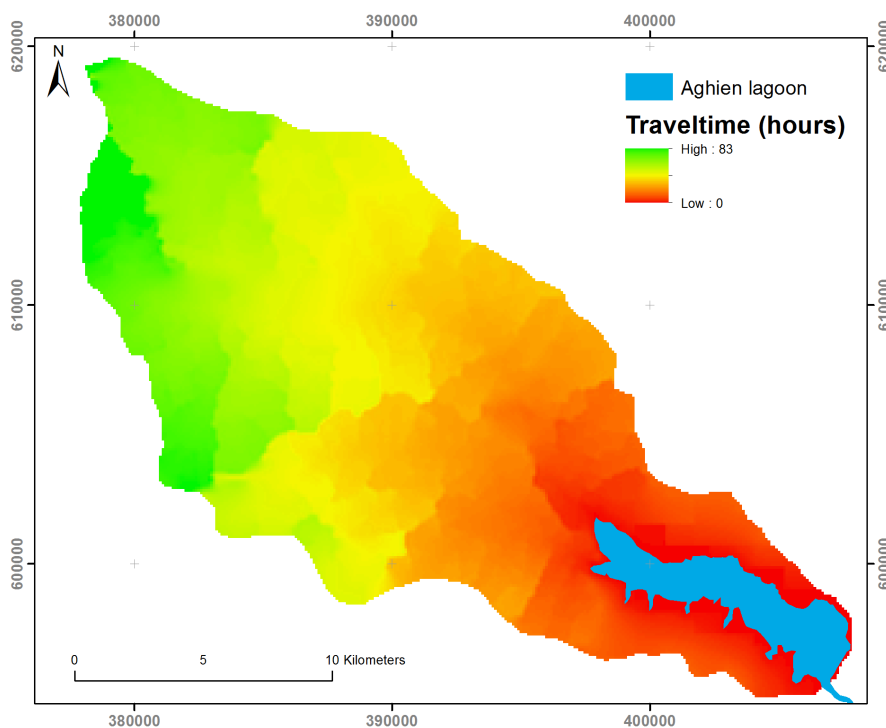 380000 390000 400000
620000 620000
N
Aghien lagoon
Traveltime (hours)
High : 83
Low : 0
610000 610000
600000 600000
0 5 10 Kilometers
380000 390000 400000